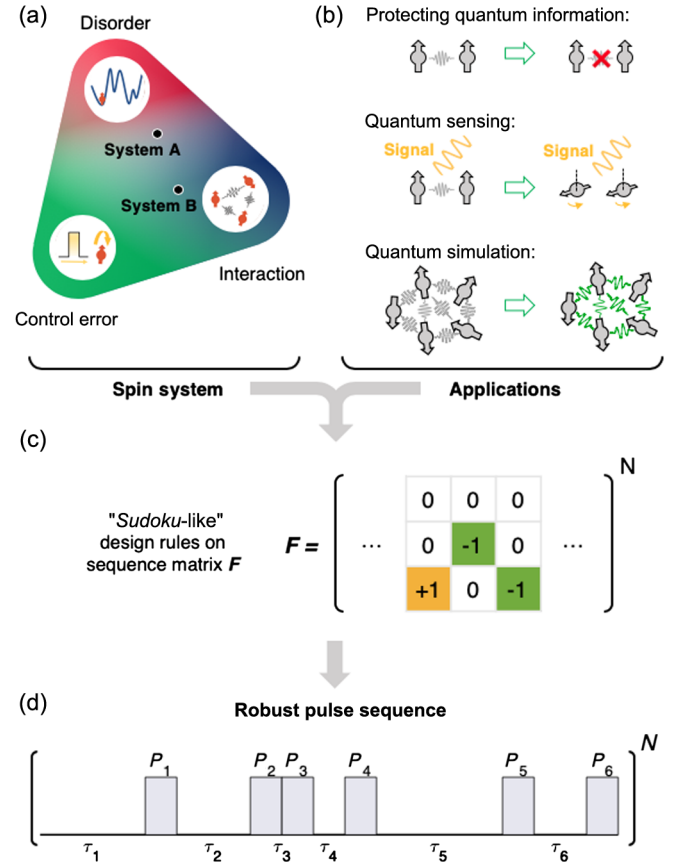 (a)
Disorder
System A
System B
Interaction
Control error
Spin system
(b)
Protecting quantum information:
Quantum sensing:
Signal
Signal
Quantum simulation:
Applications
(c)
"Sudoku-like"
design rules on
sequence matrix F
F =
N
0 0 0
... 0 -1 0 ...
+1 0 -1
(d)
Robust pulse sequence
N
P1 P2 P3 P4 P5 P6
τ1 τ2 τ3 τ4 τ5 τ6